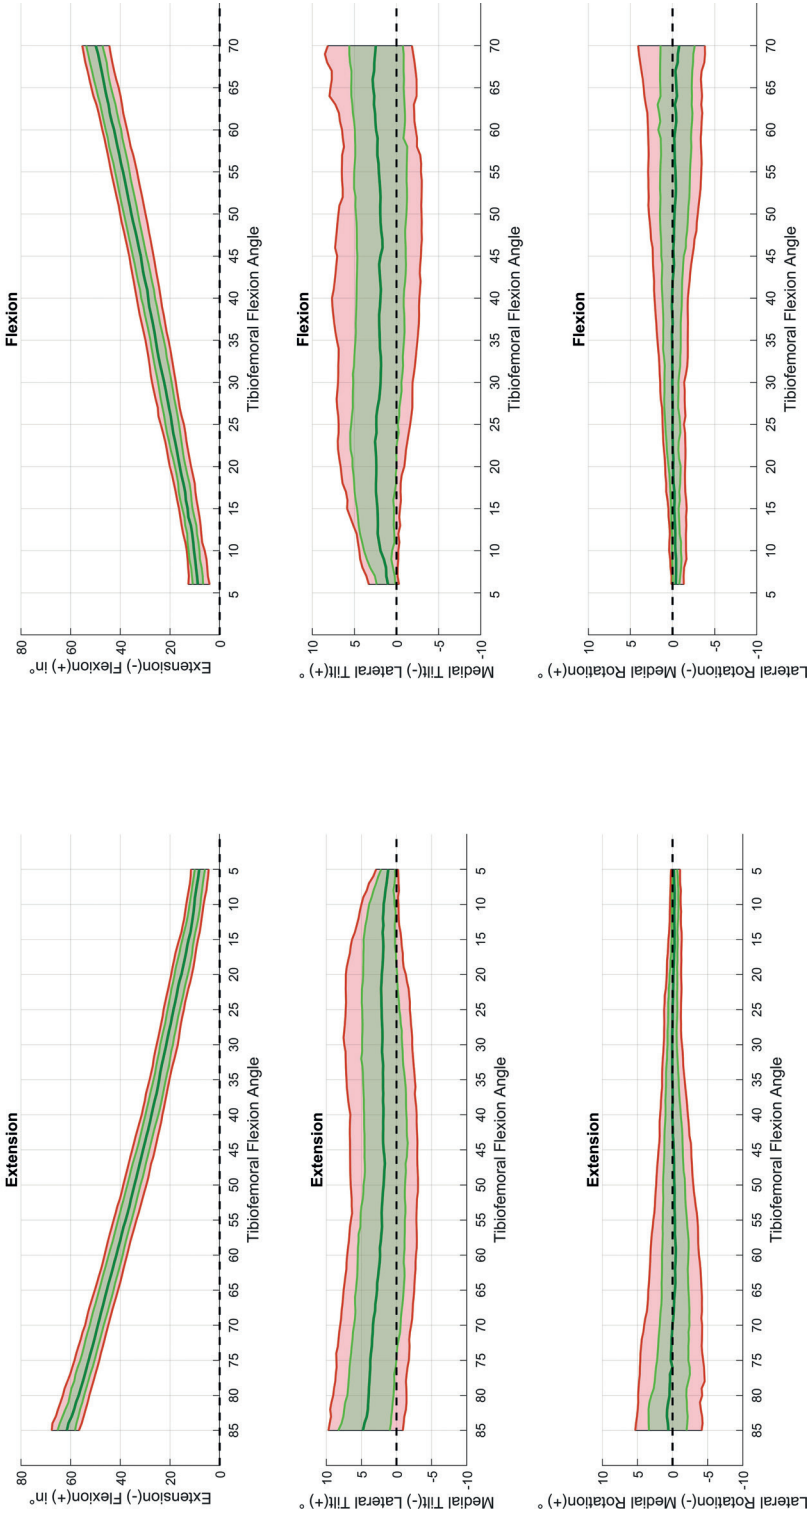 Extension
Extension(-) Flexion(+) in°
80
60
40
20
0
85 80 75 70 65 60 55 50 45 40 35 30 25 20 15 10 5
Tibiofemoral Flexion Angle
Flexion
Extension(-) Flexion(+) in°
80
60
40
20
0
5 10 15 20 25 30 35 40 45 50 55 60 65 70
Tibiofemoral Flexion Angle
Extension
Medial Tilt(-) Lateral Tilt(+) °
10
5
0
-5
-10
85 80 75 70 65 60 55 50 45 40 35 30 25 20 15 10 5
Tibiofemoral Flexion Angle
Flexion
Medial Tilt(-) Lateral Tilt(+) °
10
5
0
-5
-10
5 10 15 20 25 30 35 40 45 50 55 60 65 70
Tibiofemoral Flexion Angle
Extension
Lateral Rotation(-) Medial Rotation(+) °
10
5
0
-5
-10
85 80 75 70 65 60 55 50 45 40 35 30 25 20 15 10 5
Tibiofemoral Flexion Angle
Flexion
Lateral Rotation(-) Medial Rotation(+) °
10
5
0
-5
-10
5 10 15 20 25 30 35 40 45 50 55 60 65 70
Tibiofemoral Flexion Angle